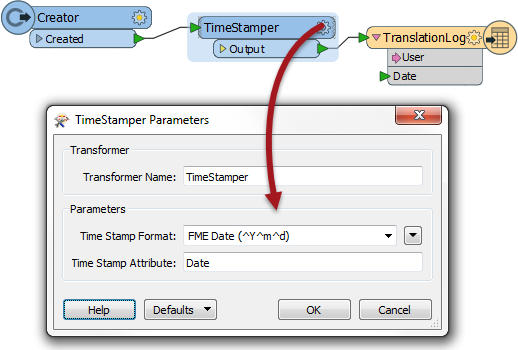 Creator
Created
TimeStamper
Output
TranslationLog
User
Date
TimeStamper Parameters
Transformer
Transformer Name: TimeStamper
Parameters
Time Stamp Format: FME Date (^Y^m^d)
Time Stamp Attribute: Date
Help Defaults OK Cancel